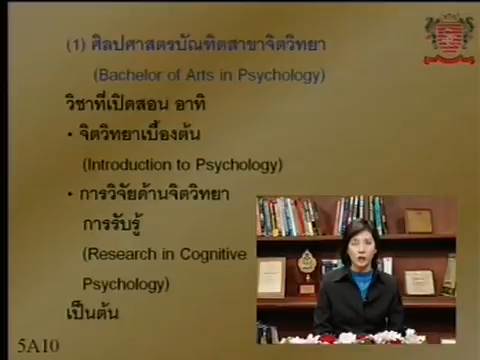 (1) ศิลปศาสตรบัณฑิตสาขาจิตวิทยา
(Bachelor of Arts in Psychology)
วิชาที่เปิดสอน อาทิ
• จิตวิทยาเบื้องต้น
(Introduction to Psychology)
• การวิจัยด้านจิตวิทยา
การรับรู้
(Research in Cognitive
Psychology)
เป็นต้น
5A10